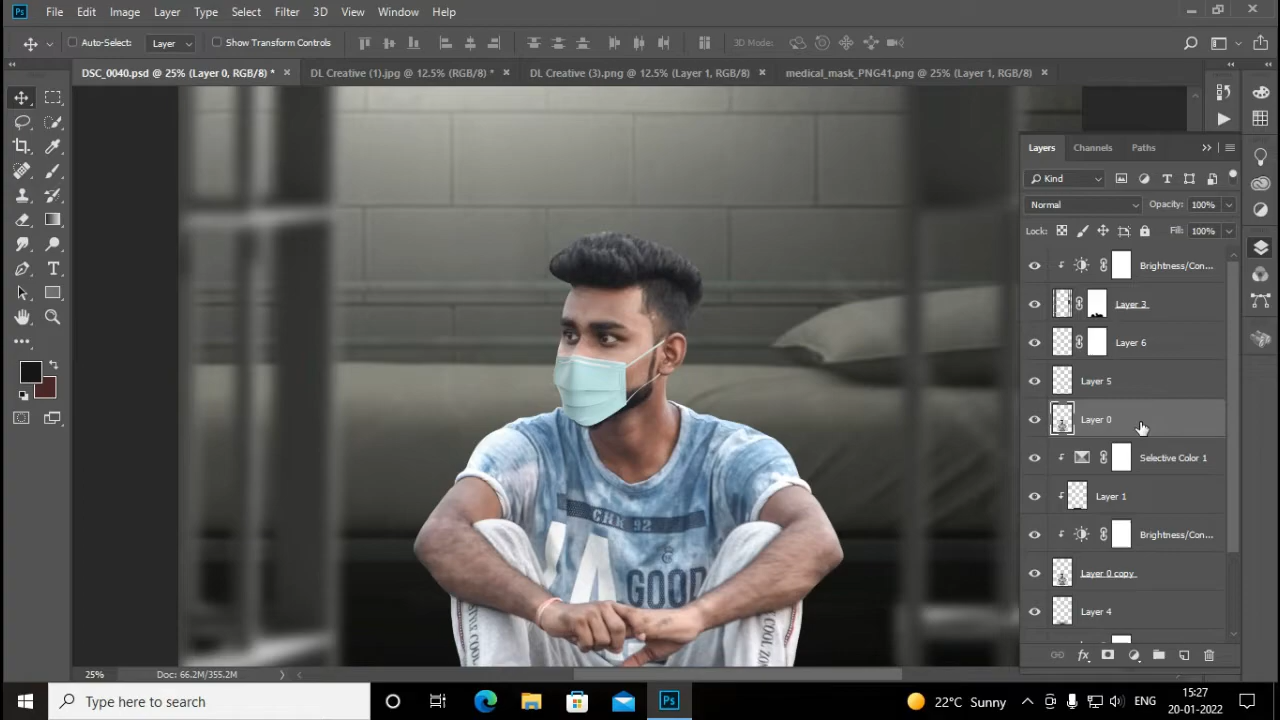 Ps File Edit Image Layer Type Select Filter 3D View Window Help
Auto-Select: Layer Show Transform Controls 3D Mode:
DSC_0040.psd @ 25% (Layer 0, RGB/8) * DL Creative (1).jpg @ 12.5% (RGB/8) * DL Creative (3).png @ 12.5% (Layer 1, RGB/8) medical_mask_PNG41.png @ 25% (Layer 1, RGB/8)
Layers Channels Paths
Kind
Normal Opacity: 100%
Lock: Fill: 100%
Brightness/Con...
Layer 3
Layer 6
Layer 5
Layer 0
Selective Color 1
Layer 1
Brightness/Con...
Layer 0 copy
Layer 4
CHK 92
GOOD
COOL ZO
25% Doc: 66.2M/355.2M
Type here to search
Ps
22°C Sunny
ENG
15:27
20-01-2022